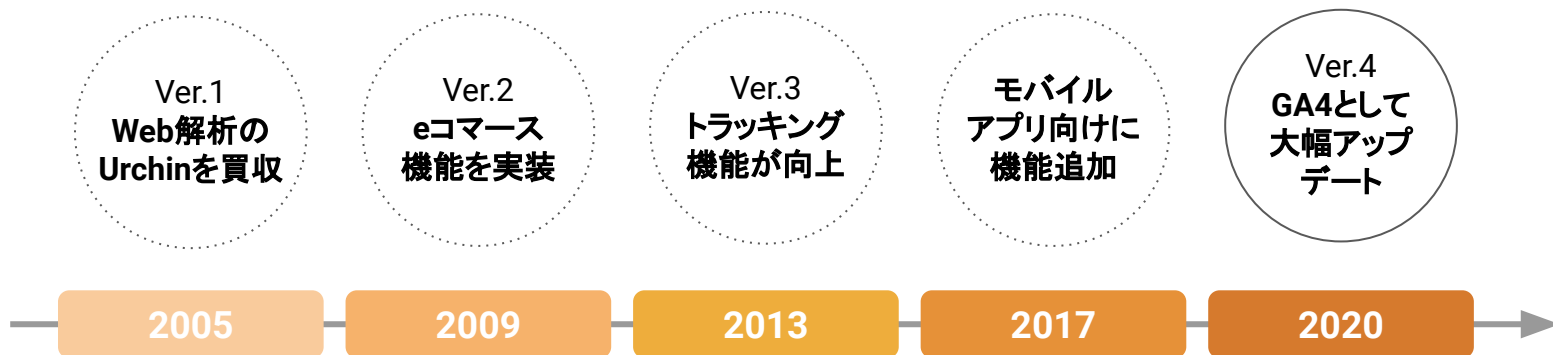 Ver.1
Web解析の
Urchinを買収
Ver.2
eコマース
機能を実装
Ver.3
トラッキング
機能が向上
モバイル
アプリ向けに
機能追加
Ver.4
GA4として
大幅アップ
デート
2005
2009
2013
2017
2020